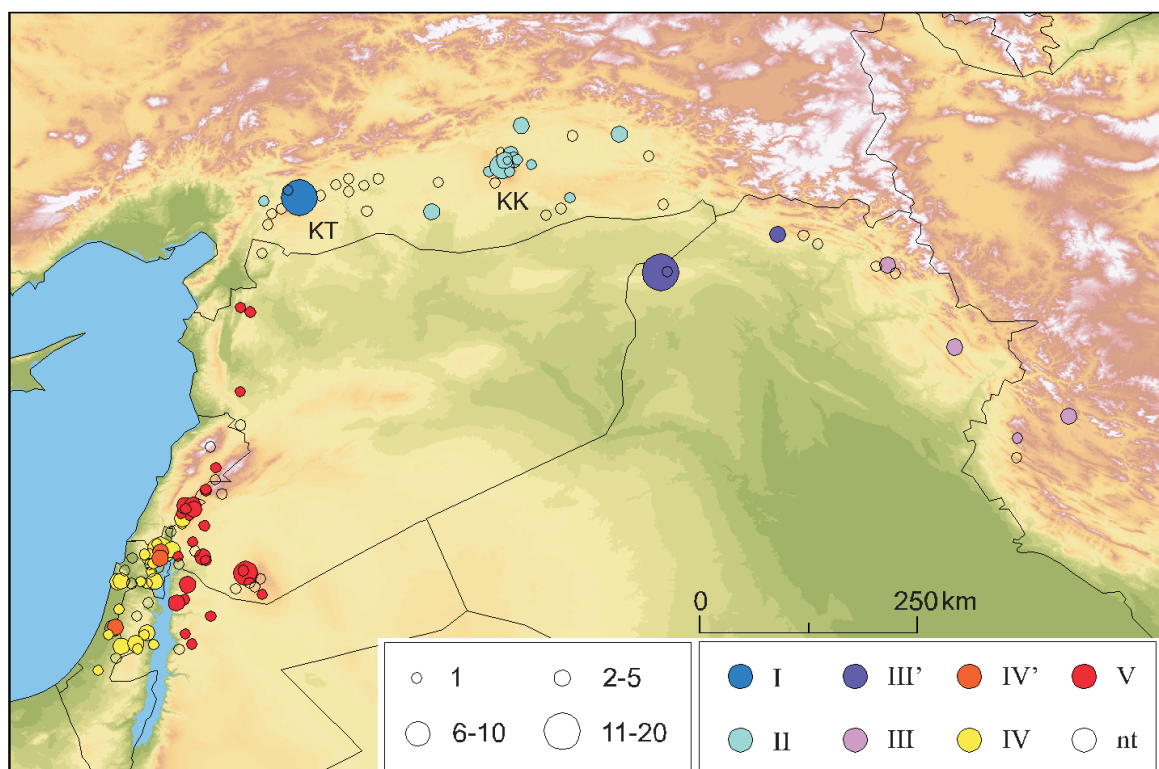 KK
KT
0 250 km
1 2-5
6-10 11-20
I III’ IV’ V
II III IV nt